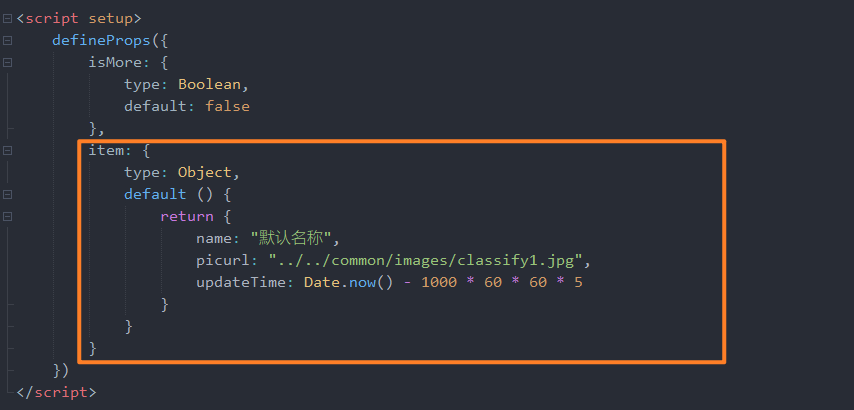 <script setup>
defineProps({
isMore: {
type: Boolean,
default: false
},
item: {
type: Object,
default () {
return {
name: "默认名称",
picurl: "../../common/images/classify1.jpg",
updateTime: Date.now() - 1000 * 60 * 60 * 5
}
}
}
})
</script>